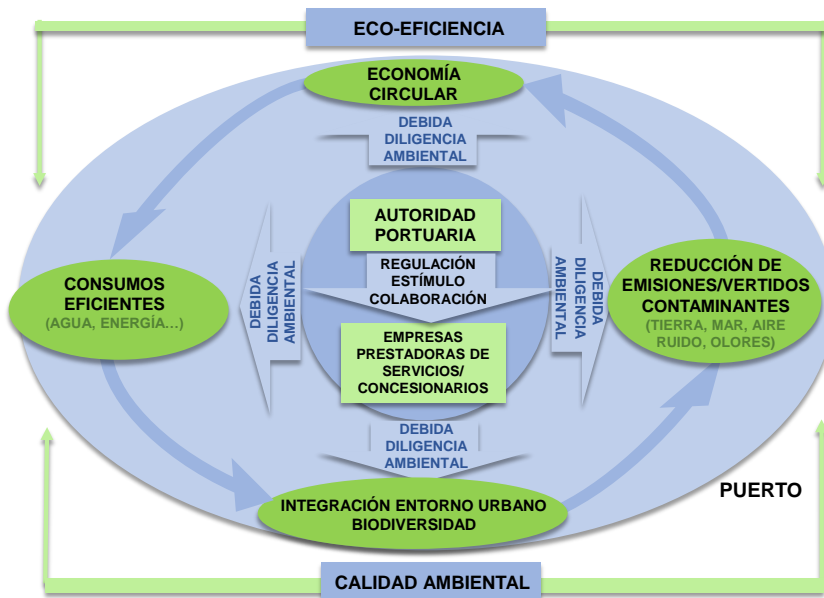 ECO-EFICIENCIA
ECONOMÍA
CIRCULAR
DEBIDA
DILIGENCIA
AMBIENTAL
AUTORIDAD
PORTUARIA
REGULACIÓN
ESTÍMULO
COLABORACIÓN
EMPRESAS
PRESTADORAS DE
SERVICIOS/
CONCESIONARIOS
CONSUMOS
EFICIENTES
(AGUA, ENERGÍA…)
DEBIDA
DILIGENCIA
AMBIENTAL
DEBIDA
DILIGENCIA
AMBIENTAL
REDUCCIÓN DE
EMISIONES/VERTIDOS
CONTAMINANTES
(TIERRA, MAR, AIRE
RUIDO, OLORES)
DEBIDA
DILIGENCIA
AMBIENTAL
INTEGRACIÓN ENTORNO URBANO
BIODIVERSIDAD
PUERTO
CALIDAD AMBIENTAL